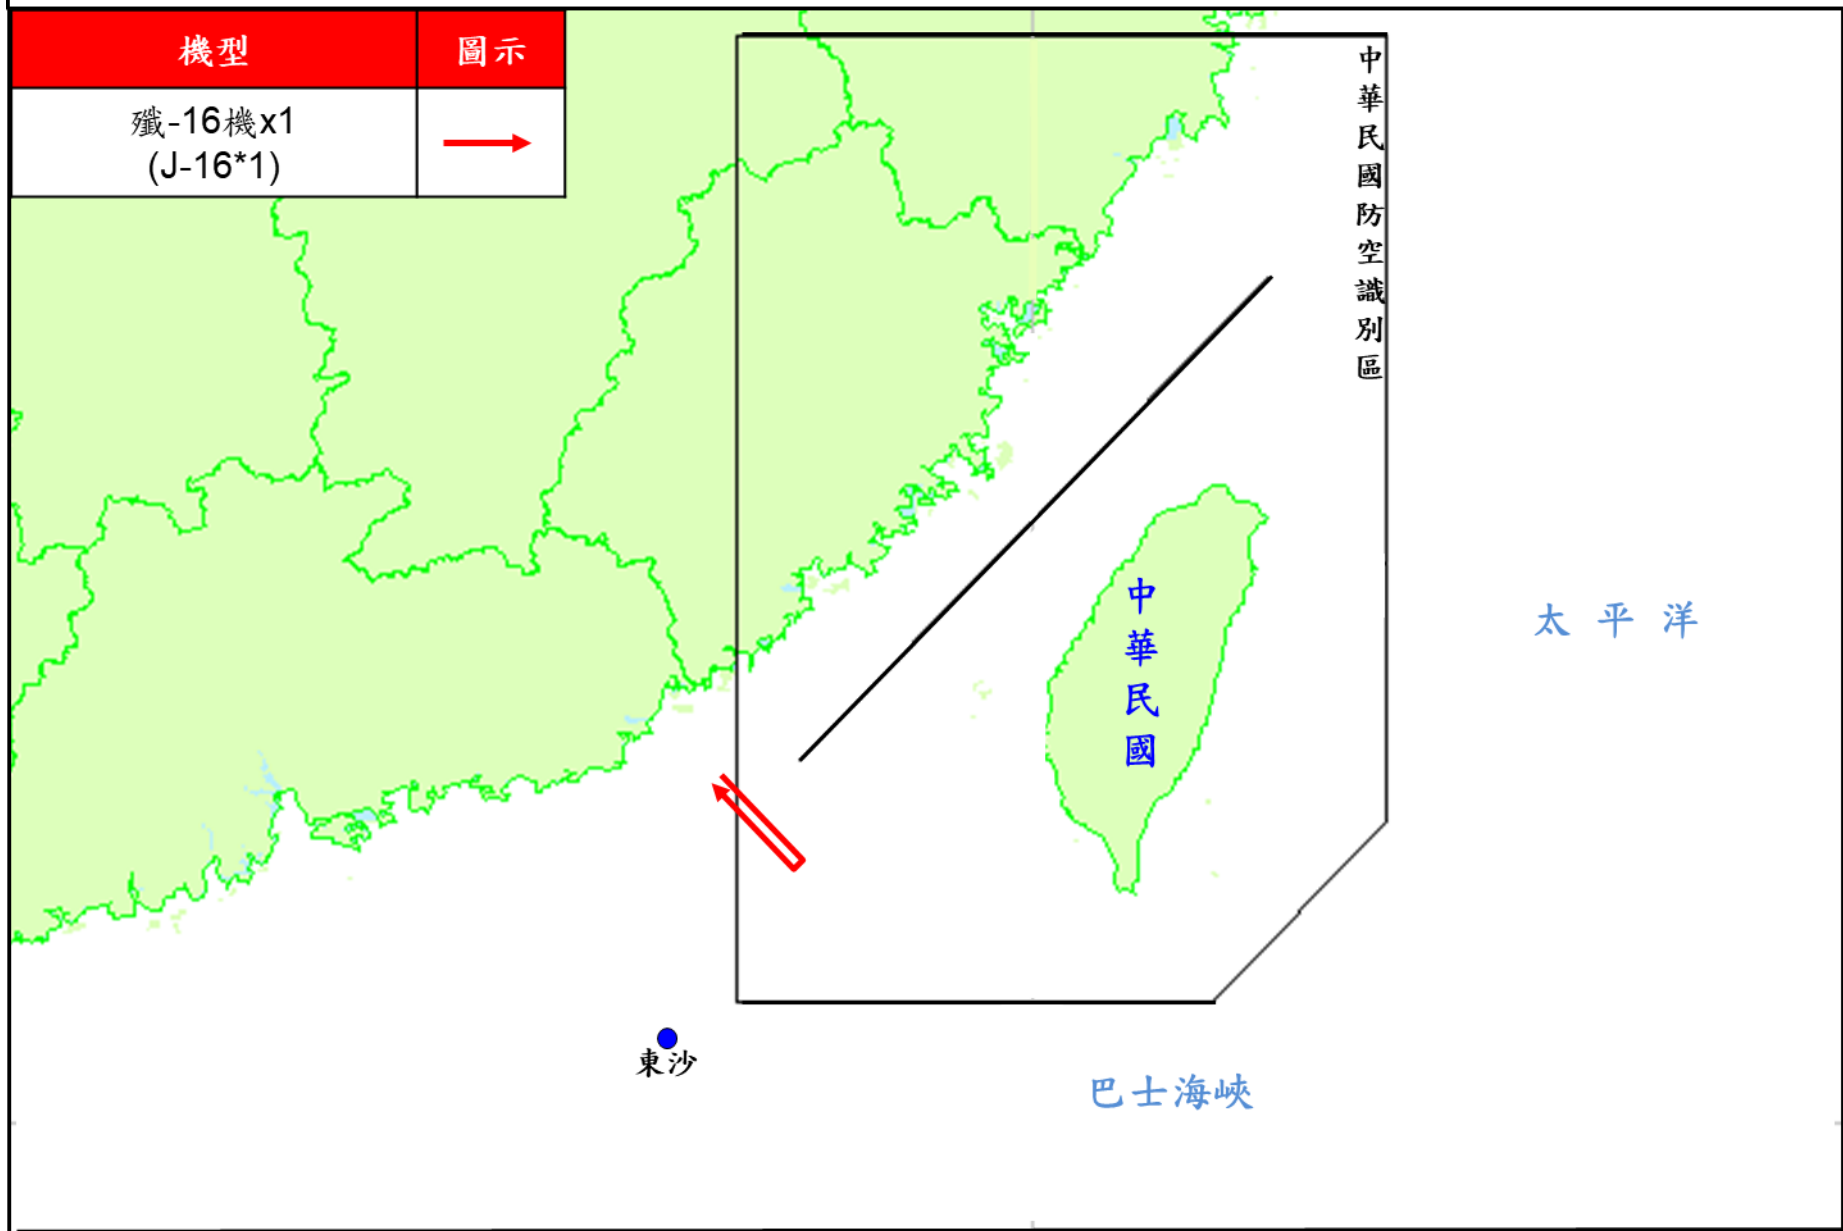 機型
圖示
殲-16機x1
(J-16*1)
中華民國防空識別區
中華民國
太平洋
東沙
巴士海峽